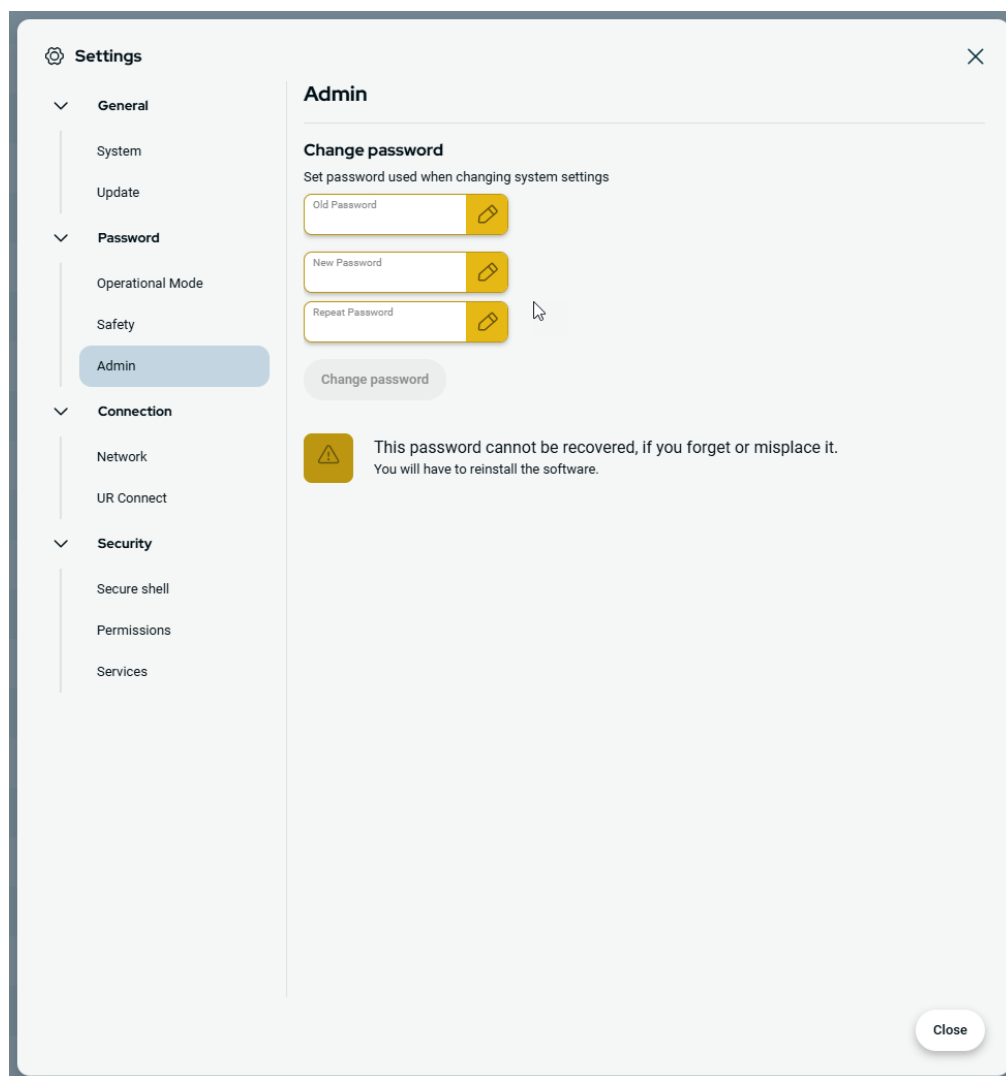 Settings
General
System
Update
Password
Operational Mode
Safety
Admin
Connection
Network
UR Connect
Security
Secure shell
Permissions
Services
Admin
Change password
Set password used when changing system settings
Old Password
New Password
Repeat Password
Change password
This password cannot be recovered, if you forget or misplace it.
You will have to reinstall the software.
Close